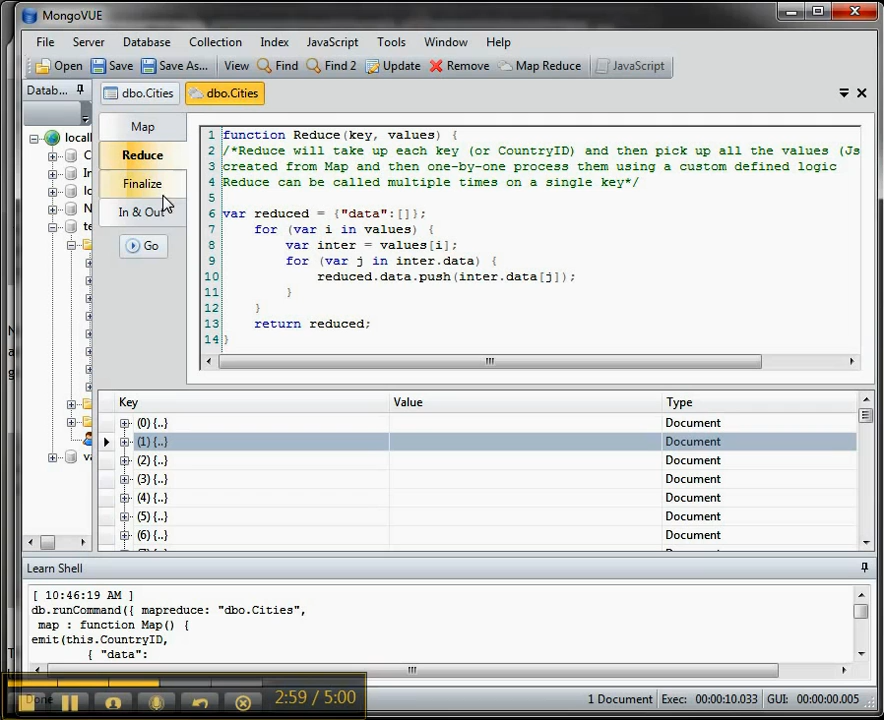 MongoVUE
File Server Database Collection Index JavaScript Tools Window Help
Open Save Save As... View Find Find 2 Update Remove Map Reduce JavaScript
Datab...
dbo.Cities dbo.Cities
locall
C
In
lo
N
te
va
Map
Reduce
Finalize
In & Out
Go
1 function Reduce(key, values) {
2 /*Reduce will take up each key (or CountryID) and then pick up all the values (Js
3 created from Map and then one-by-one process them using a custom defined logic
4 Reduce can be called multiple times on a single key*/
5
6 var reduced = {"data":[]};
7 for (var i in values) {
8 var inter = values[i];
9 for (var j in inter.data) {
10 reduced.data.push(inter.data[j]);
11 }
12 }
13 return reduced;
14 }
Key Value Type
(0) {..} Document
(1) {..} Document
(2) {..} Document
(3) {..} Document
(4) {..} Document
(5) {..} Document
(6) {..} Document
Learn Shell
[ 10:46:19 AM ]
db.runCommand({ mapreduce: "dbo.Cities",
map : function Map() {
emit(this.CountryID,
{ "data":
Done
2:59 / 5:00
1 Document Exec: 00:00:10.033 GUI: 00:00:00.005